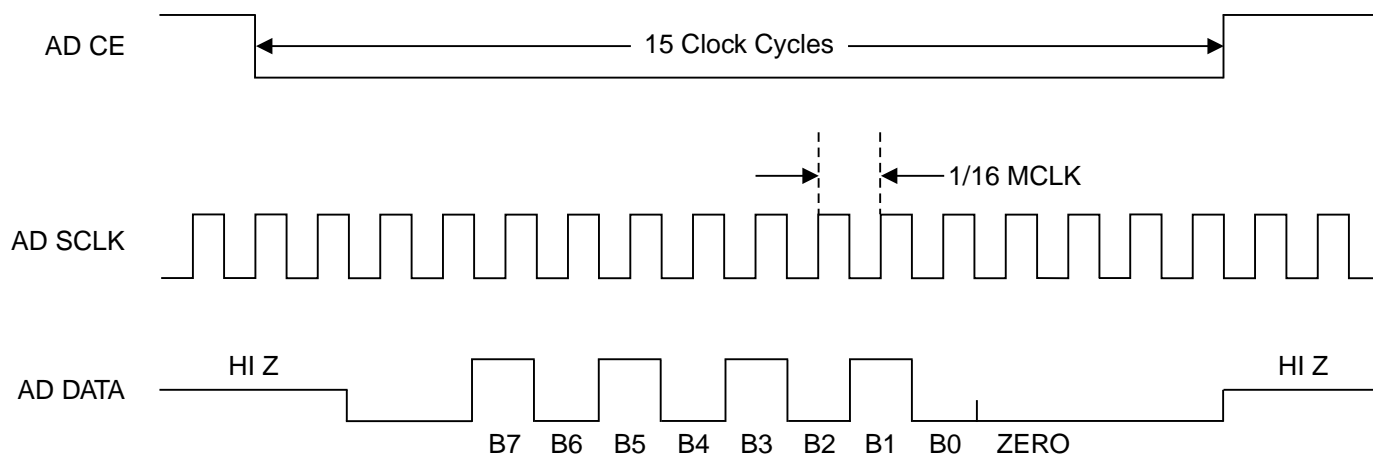 AD CE
15 Clock Cycles
1/16 MCLK
AD SCLK
HI Z
HI Z
AD DATA
B7 B6 B5 B4 B3 B2 B1 B0 ZERO